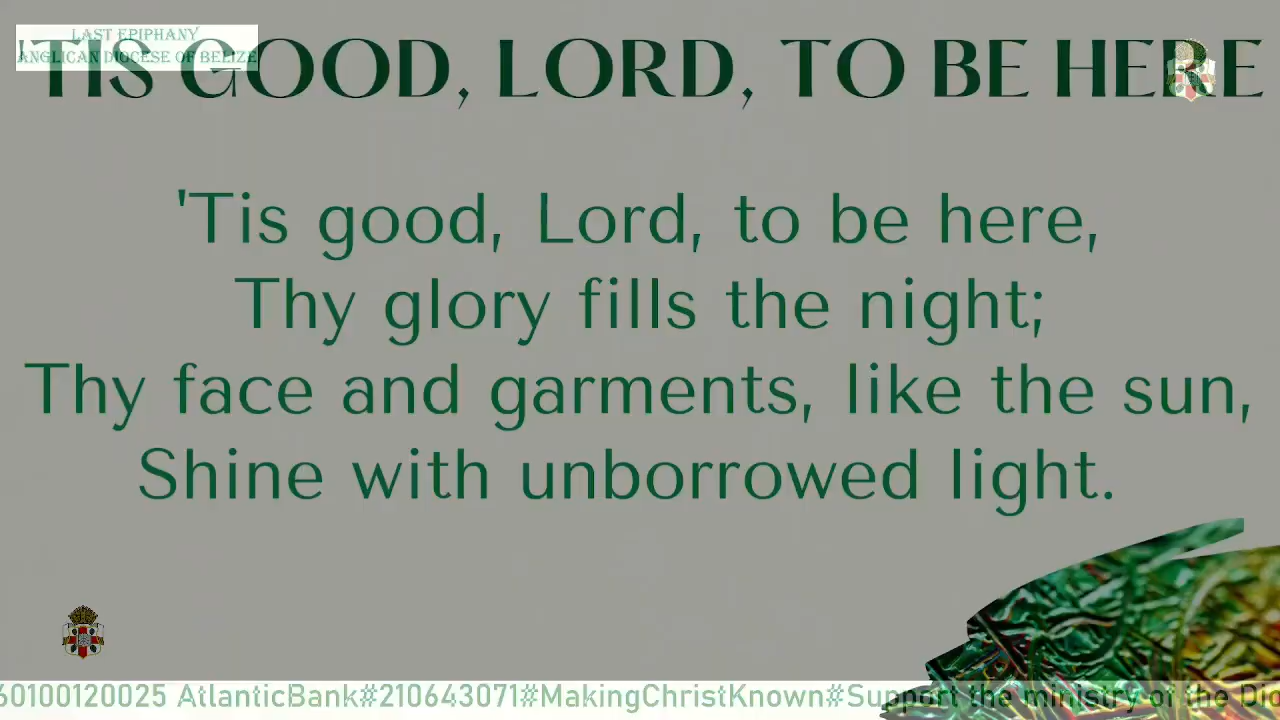 LAST EPIPHANY
ANGLICAN DIOCESE OF BELIZE
'TIS GOOD, LORD, TO BE HERE
'Tis good, Lord, to be here,
Thy glory fills the night;
Thy face and garments, like the sun,
Shine with unborrowed light.
60100120025 AtlanticBank#210643071#MakingChristKnown#Support the ministry of the Dio